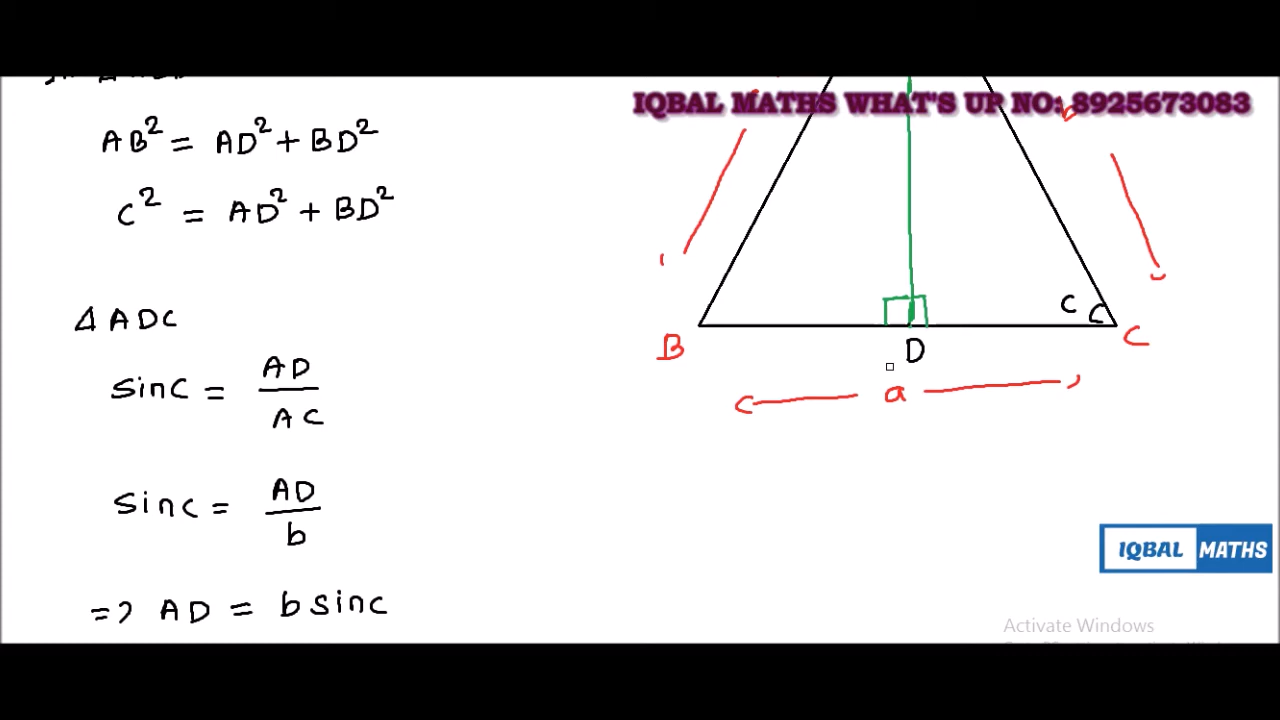 IQBAL MATHS WHAT'S UP NO: 8925673083
AB² = AD² + BD²
C² = AD² + BD²
Δ ADC
sinC = AD / AC
sinc = AD / b
=> AD = b sinc
b
C C
B D C
a
IQBAL MATHS
Activate Windows